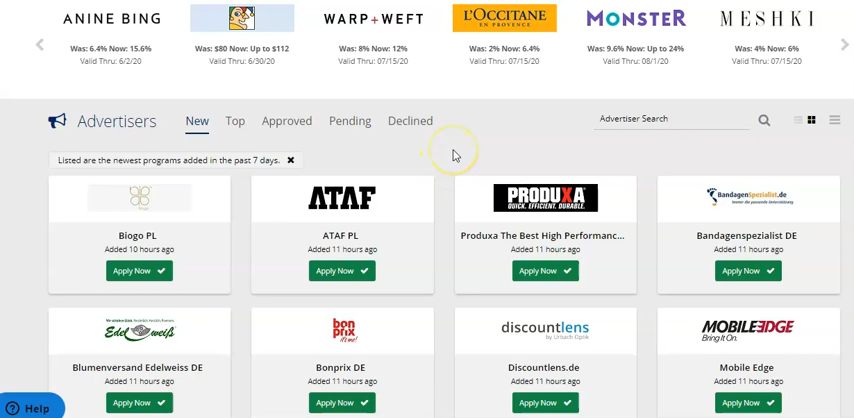 ANINE BING
WARP+WEFT
L'OCCITANE
EN PROVENCE
MONSTER
MESHKI
Was: 6.4% Now: 15.6%
Was: $80 Now: Up to $112
Was: 8% Now: 12%
Was: 2% Now: 6.4%
Was: 9.6% Now: Up to 24%
Was: 4% Now: 6%
Valid Thru: 6/2/20
Valid Thru: 6/30/20
Valid Thru: 07/15/20
Valid Thru: 07/15/20
Valid Thru: 08/1/20
Valid Thru: 07/15/20
Advertisers
New
Top
Approved
Pending
Declined
Advertiser Search
Listed are the newest programs added in the past 7 days.
ATAF
PRODUXA
QUICK. EFFICIENT. DURABLE.
BandagenSpezialist.de
Biogo PL
ATAF PL
Produxa The Best High Performanc...
Bandagenspezialist DE
Added 10 hours ago
Added 11 hours ago
Added 11 hours ago
Added 11 hours ago
Apply Now
Apply Now
Apply Now
Apply Now
Edelweiß
bon
prix
it's me!
discountlens
by Urbach Optik
MOBILE EDGE
Bring It On.
Blumenversand Edelweiss DE
Bonprix DE
Discountlens.de
Mobile Edge
Added 11 hours ago
Added 11 hours ago
Added 11 hours ago
Added 11 hours ago
Apply Now
Apply Now
Apply Now
Apply Now
Help